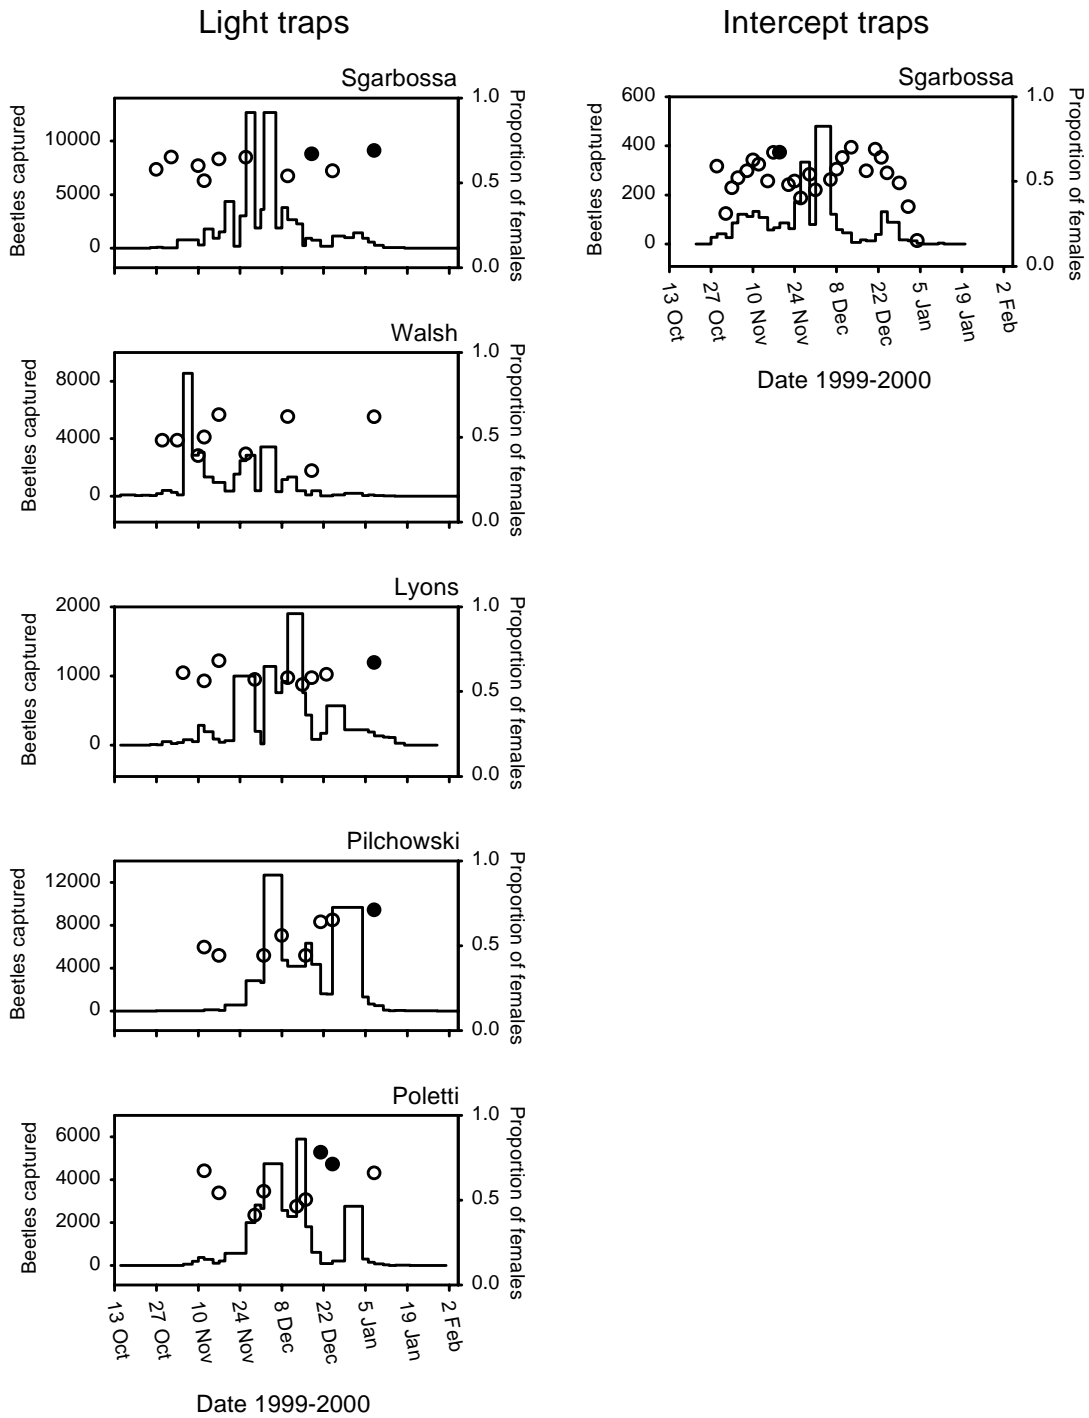 Light traps
Intercept traps
Sgarbossa
Beetles captured
10000
5000
0
1.0
0.5
0.0
Proportion of females
Sgarbossa
Beetles captured
600
400
200
0
1.0
0.5
0.0
Proportion of females
13 Oct
27 Oct
10 Nov
24 Nov
8 Dec
22 Dec
5 Jan
19 Jan
2 Feb
Date 1999-2000
Walsh
Beetles captured
8000
4000
0
1.0
0.5
0.0
Proportion of females
Lyons
Beetles captured
2000
1000
0
1.0
0.5
0.0
Proportion of females
Pilchowski
Beetles captured
12000
8000
4000
0
1.0
0.5
0.0
Proportion of females
Poletti
Beetles captured
6000
4000
2000
0
1.0
0.5
0.0
Proportion of females
13 Oct
27 Oct
10 Nov
24 Nov
8 Dec
22 Dec
5 Jan
19 Jan
2 Feb
Date 1999-2000